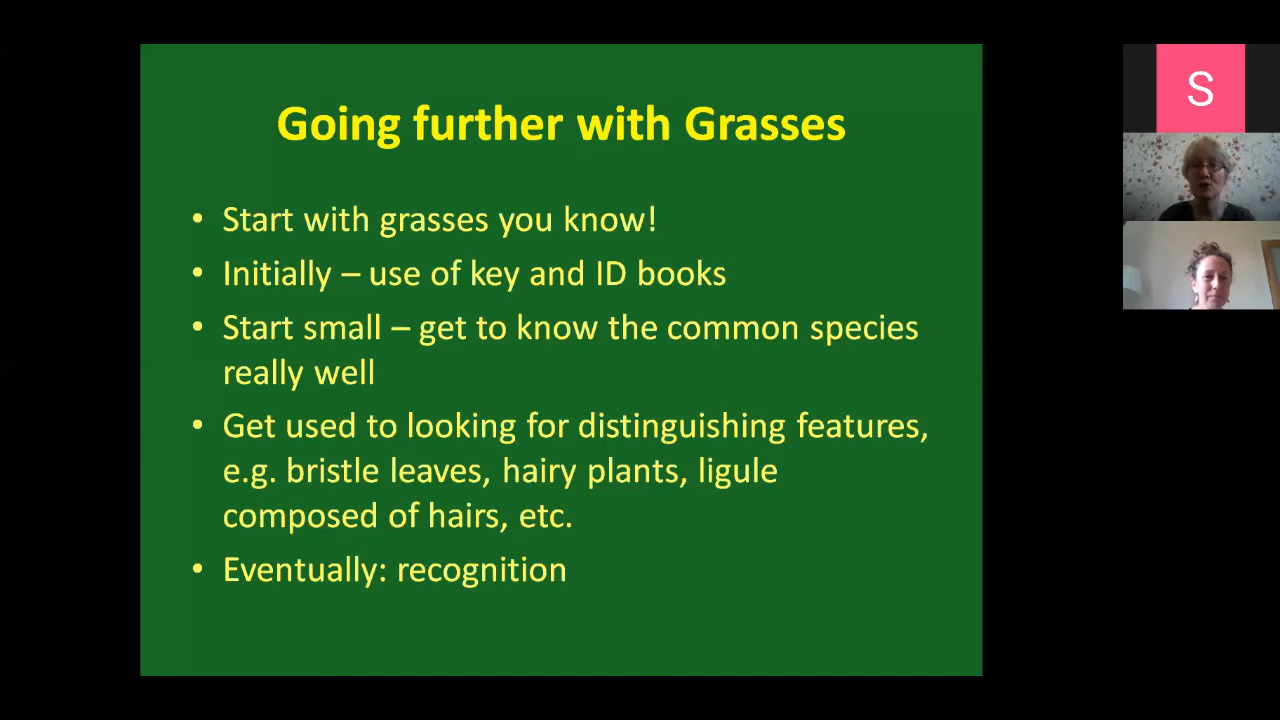 Going further with Grasses
S
• Start with grasses you know!
• Initially – use of key and ID books
• Start small – get to know the common species
really well
• Get used to looking for distinguishing features,
e.g. bristle leaves, hairy plants, ligule
composed of hairs, etc.
• Eventually: recognition